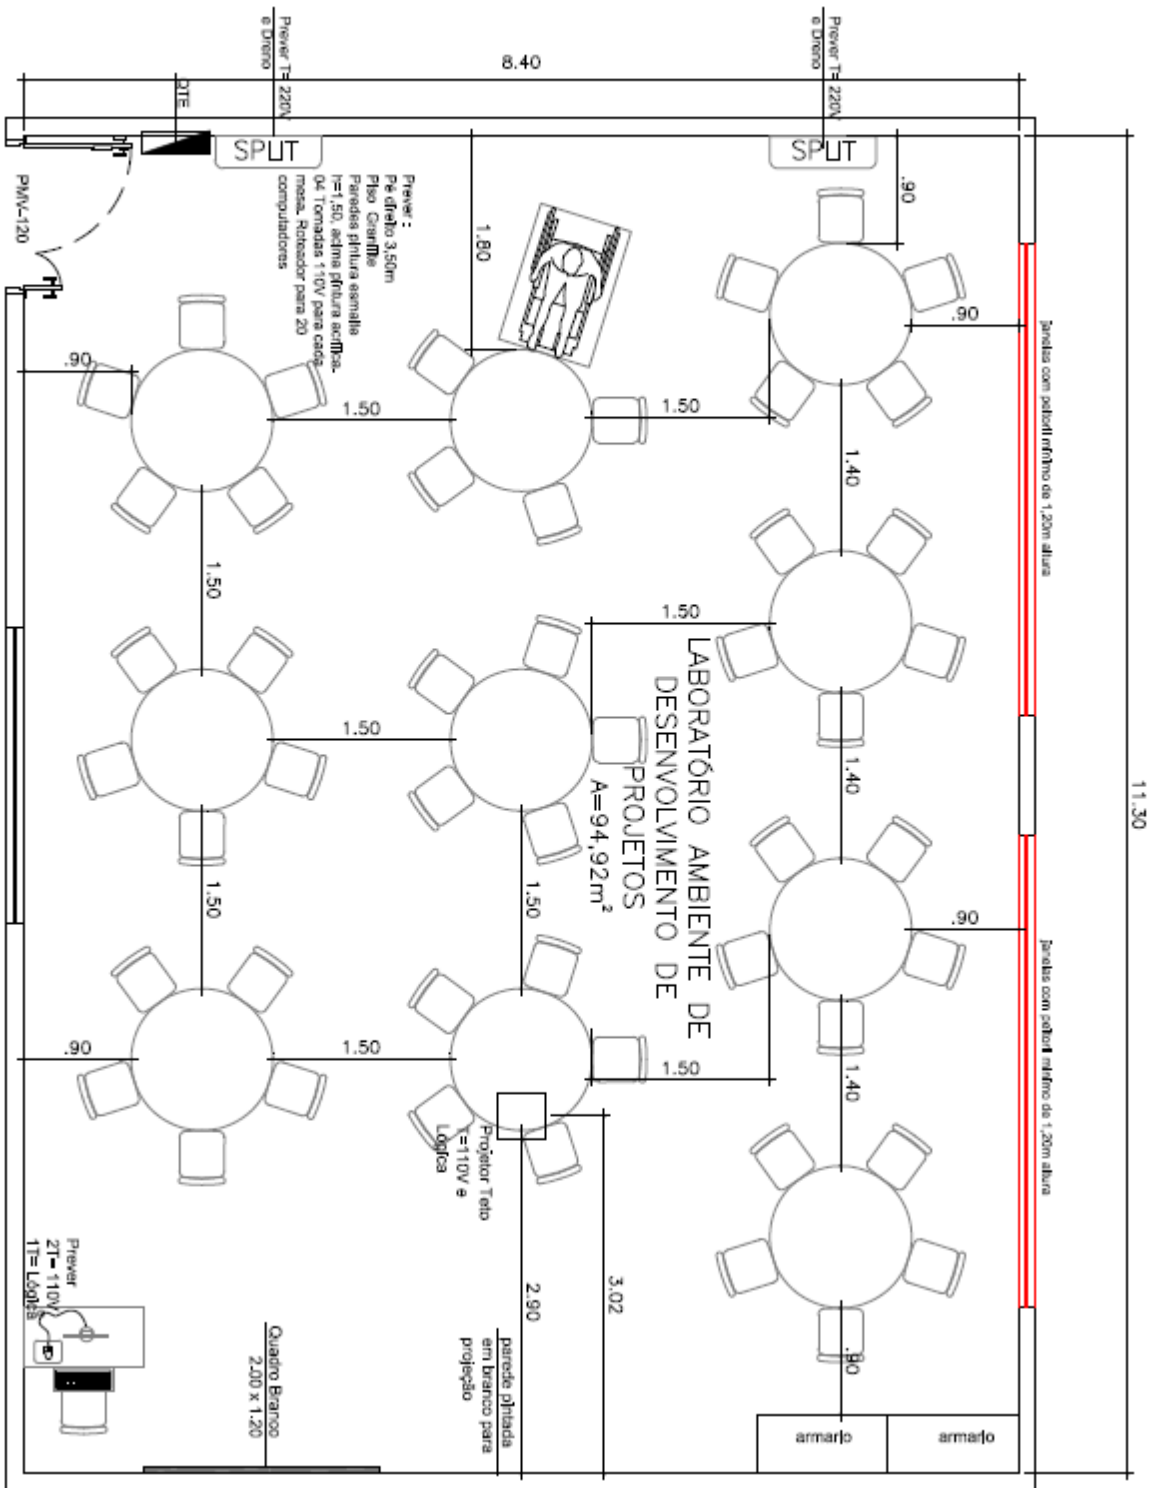 8.40
11.30
Prever T= 220V
e Dreno
Prever T= 220V
e Dreno
QTE
SPLIT
SPLIT
PMV-120
Prever :
Pé direito 3,50m
Piso Granilite
Paredes pintura esmalte
h=1,50, acima pintura acrílica.
04 Tomadas 110V para cada
mesa. Roteador para 20
computadores
1.80
.90
.90
.90
1.50
1.50
1.40
janelas com peitoril mínimo de 1,20m altura
1.50
1.50
1.50
1.40
LABORATÓRIO AMBIENTE DE
DESENVOLVIMENTO DE
PROJETOS
A=94,92m²
1.50
1.50
.90
janelas com peitoril mínimo de 1,20m altura
.90
1.50
1.50
1.40
Projetor Teto
T=110V e
Lógica
3.02
2.90
Prever
2T= 110V
1T= Lógica
Quadro Branco
2.00 x 1.20
parede pintada
em branco para
projeção
.90
armario
armario